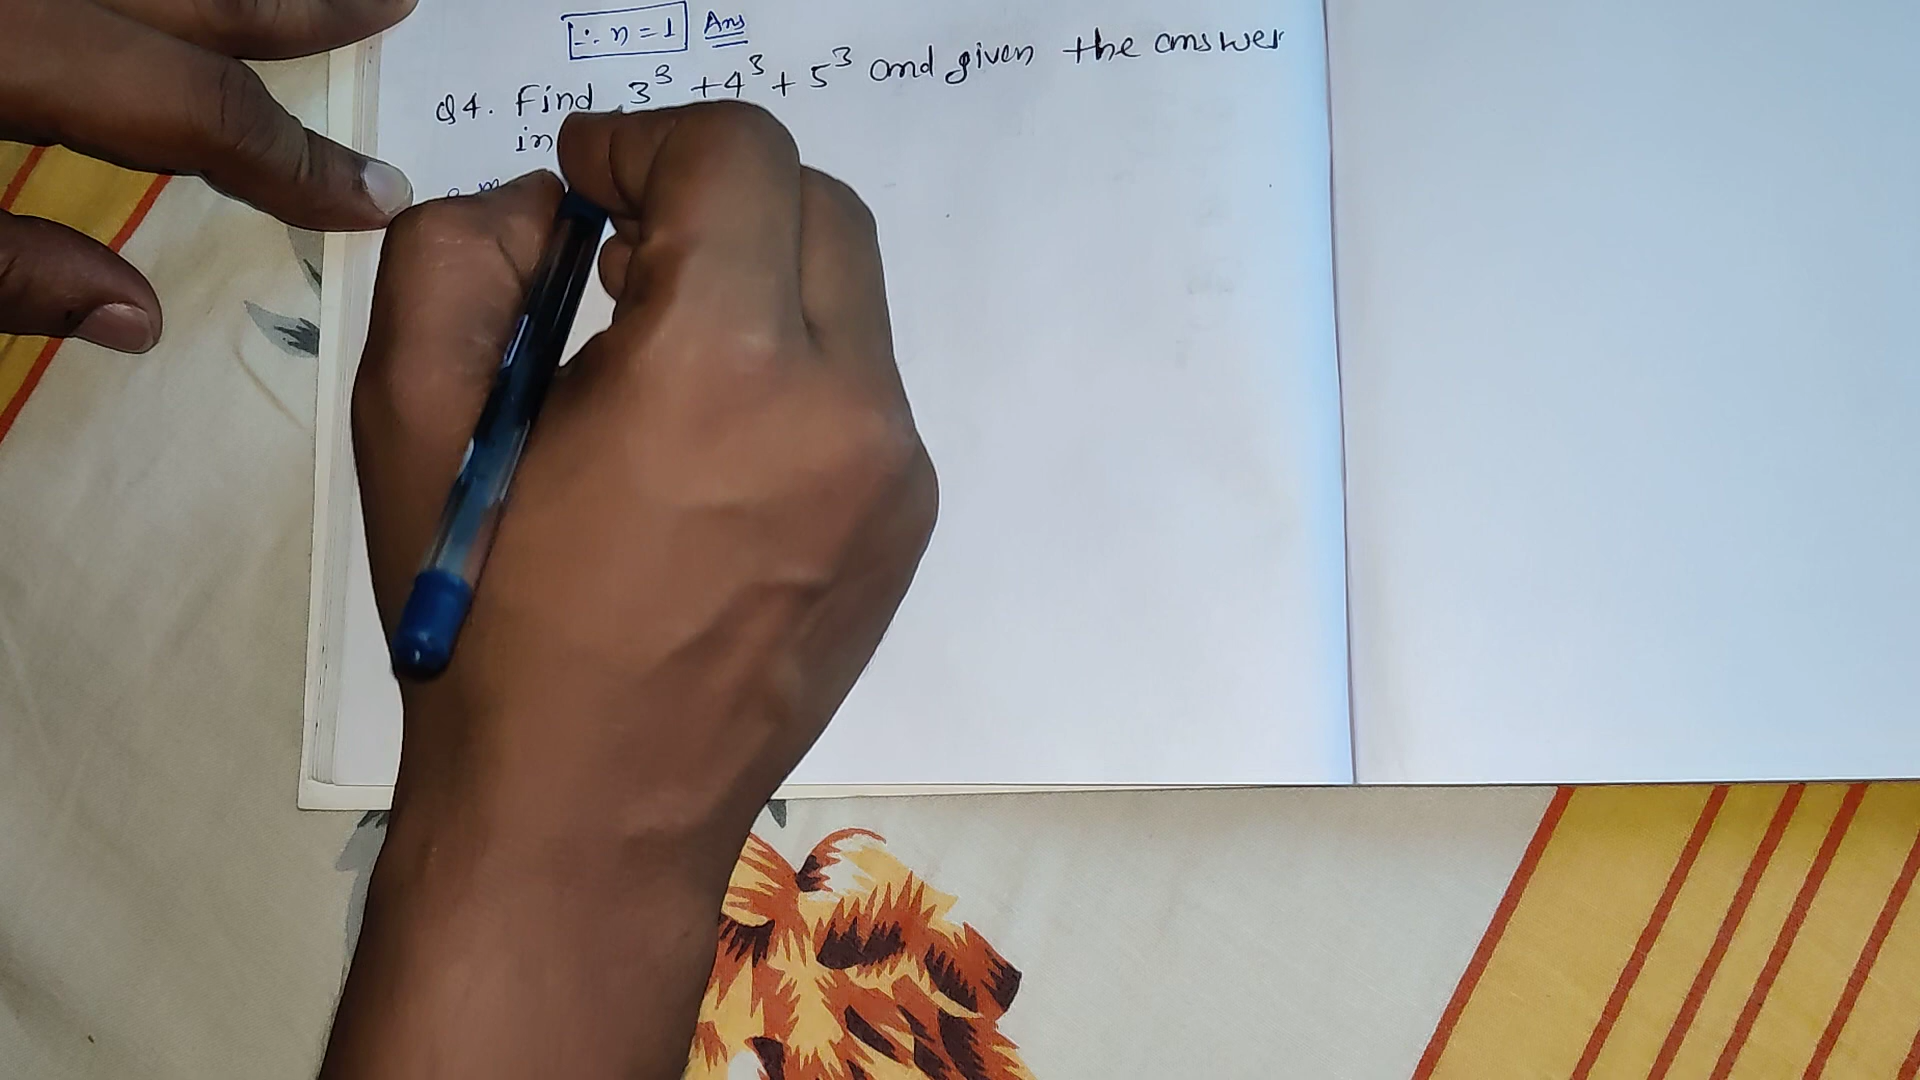 ∴ n = 1 Ans
Q4. Find 3³ + 4³ + 5³ and given the answer
in